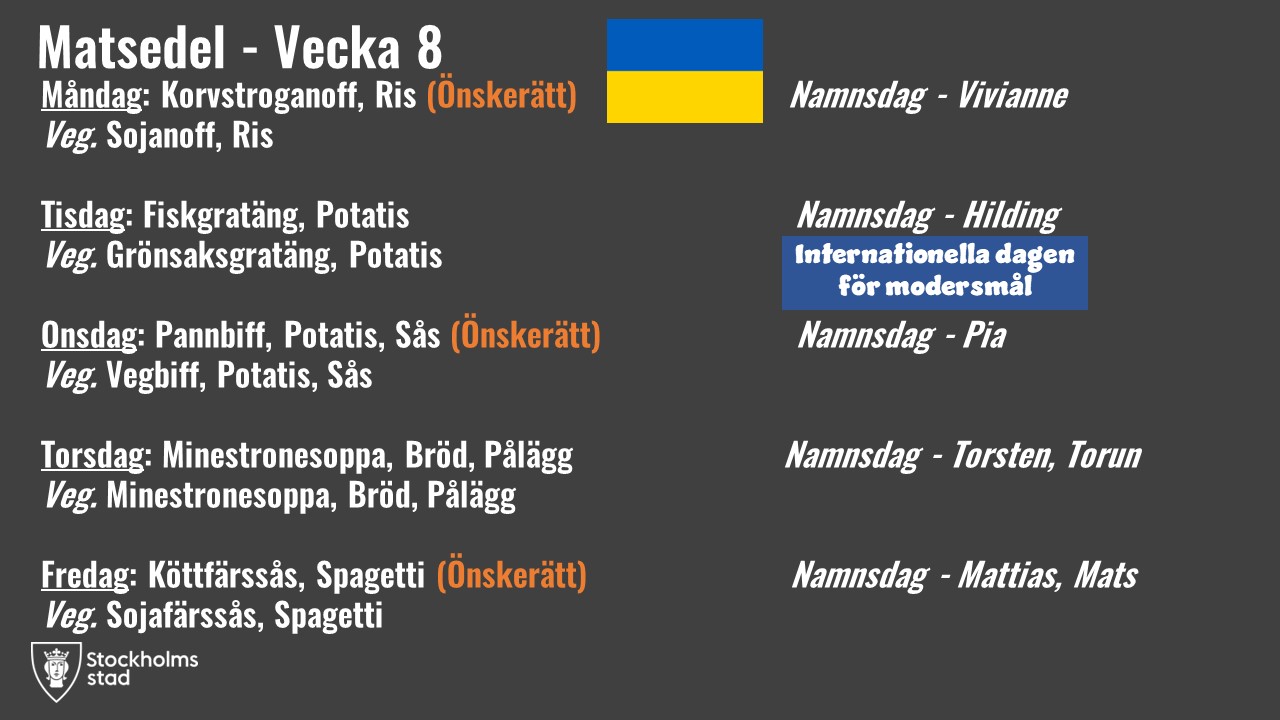 Matsedel - Vecka 8
Måndag: Korvstroganoff, Ris (Önskerätt)
Namnsdag - Vivianne
Veg. Sojanoff, Ris
Tisdag: Fiskgratäng, Potatis
Namnsdag - Hilding
Veg. Grönsaksgratäng, Potatis
Internationella dagen
för modersmål
Onsdag: Pannbiff, Potatis, Sås (Önskerätt)
Namnsdag - Pia
Veg. Vegbiff, Potatis, Sås
Torsdag: Minestronesoppa, Bröd, Pålägg
Namnsdag - Torsten, Torun
Veg. Minestronesoppa, Bröd, Pålägg
Fredag: Köttfärssås, Spagetti (Önskerätt)
Namnsdag - Mattias, Mats
Veg. Sojafärssås, Spagetti
Stockholms
stad